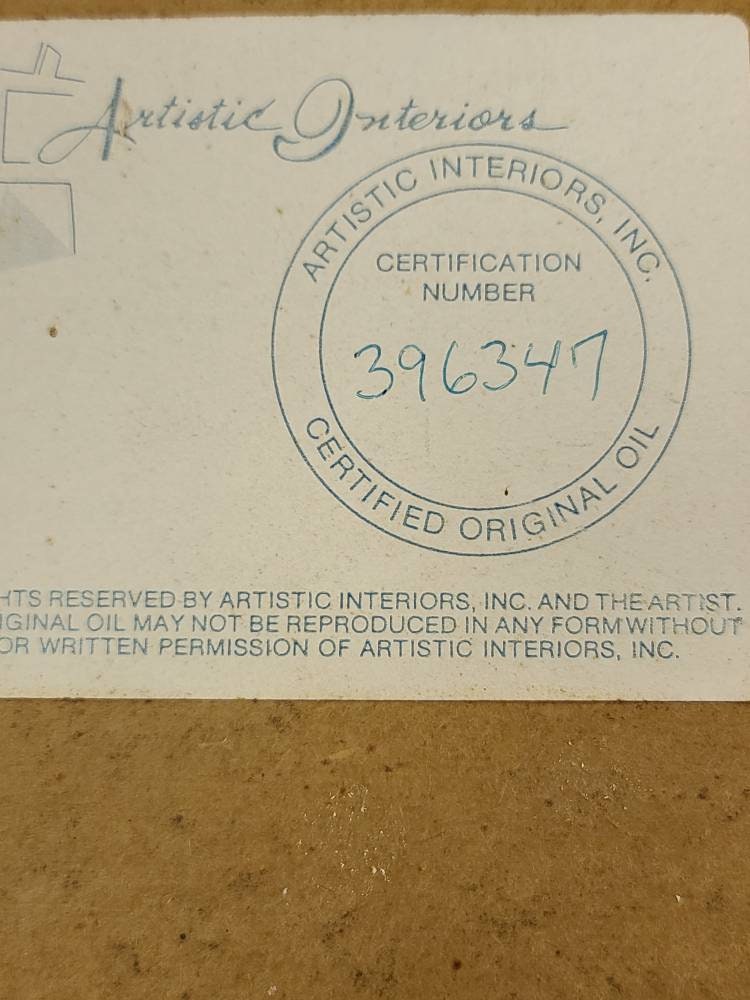 Artistic Interiors
ARTISTIC INTERIORS, INC.
CERTIFICATION
NUMBER
396347
CERTIFIED ORIGINAL OIL
HTS RESERVED BY ARTISTIC INTERIORS, INC. AND THE ARTIST.
IGINAL OIL MAY NOT BE REPRODUCED IN ANY FORM WITHOUT
OR WRITTEN PERMISSION OF ARTISTIC INTERIORS, INC.